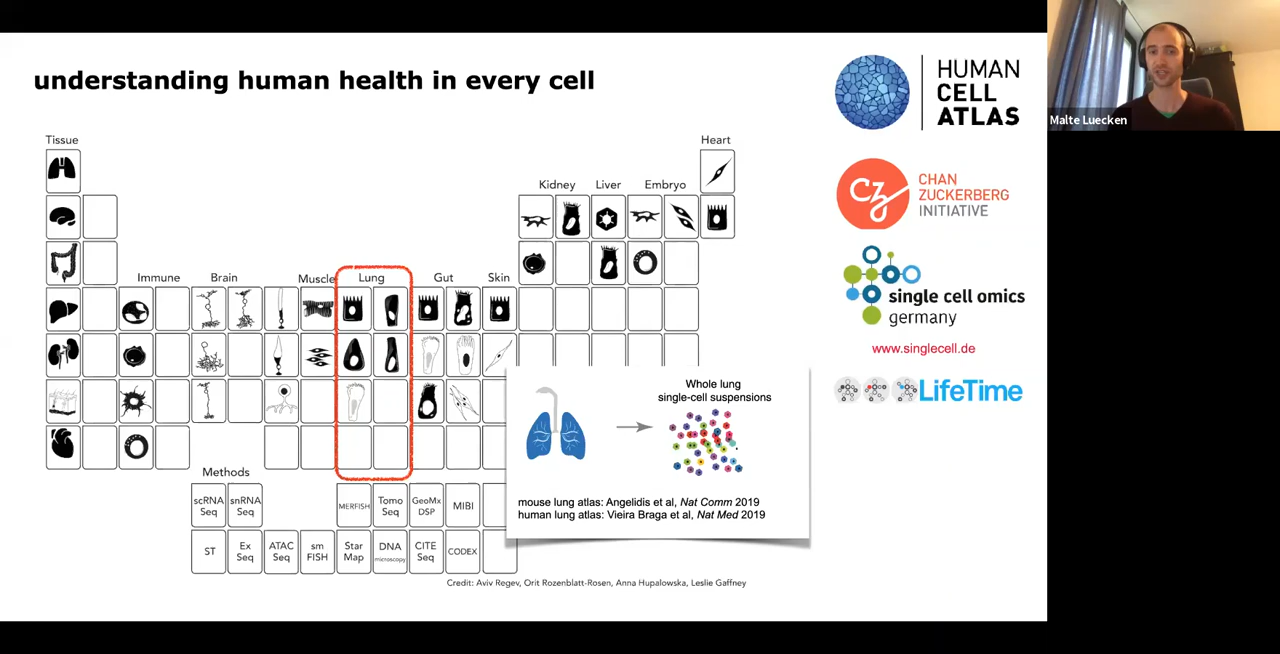 understanding human health in every cell
HUMAN
CELL
ATLAS
Malte Luecken
Tissue
Heart
Kidney
Liver
Embryo
CHAN
ZUCKERBERG
INITIATIVE
cz
Immune
Brain
Muscle
Lung
Gut
Skin
single cell omics
germany
www.singlecell.de
LifeTime
Whole lung
single-cell suspensions
mouse lung atlas: Angelidis et al, Nat Comm 2019
human lung atlas: Vieira Braga et al, Nat Med 2019
Methods
scRNA
Seq
snRNA
Seq
MERFISH
Tomo
Seq
GeoMx
DSP
MIBI
ST
Ex
Seq
ATAC
Seq
sm
FISH
Star
Map
DNA
microscopy
CITE
Seq
CODEX
Credit: Aviv Regev, Orit Rozenblatt-Rosen, Anna Hupalowska, Leslie Gaffney